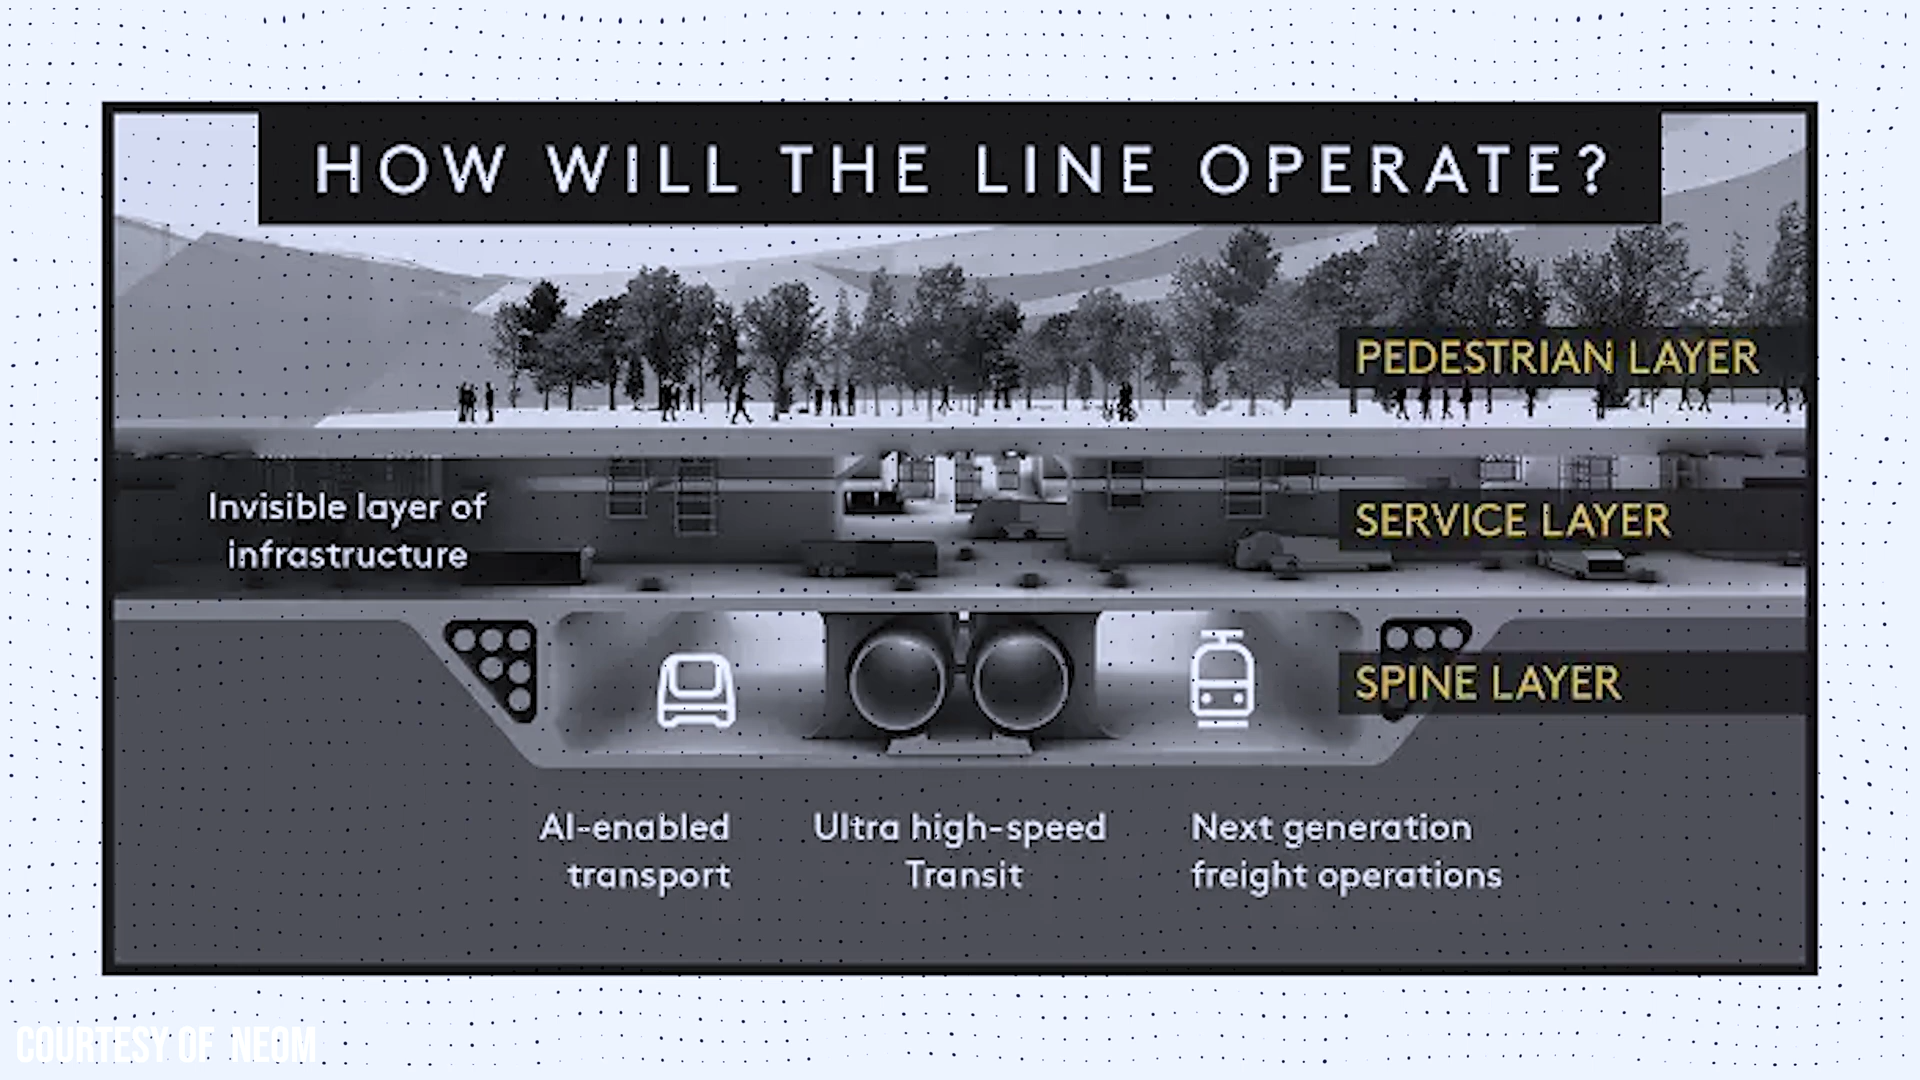 HOW WILL THE LINE OPERATE?
PEDESTRIAN LAYER
Invisible layer of
infrastructure
SERVICE LAYER
SPINE LAYER
AI-enabled
transport
Ultra high-speed
Transit
Next generation
freight operations
COURTESY OF NEOM